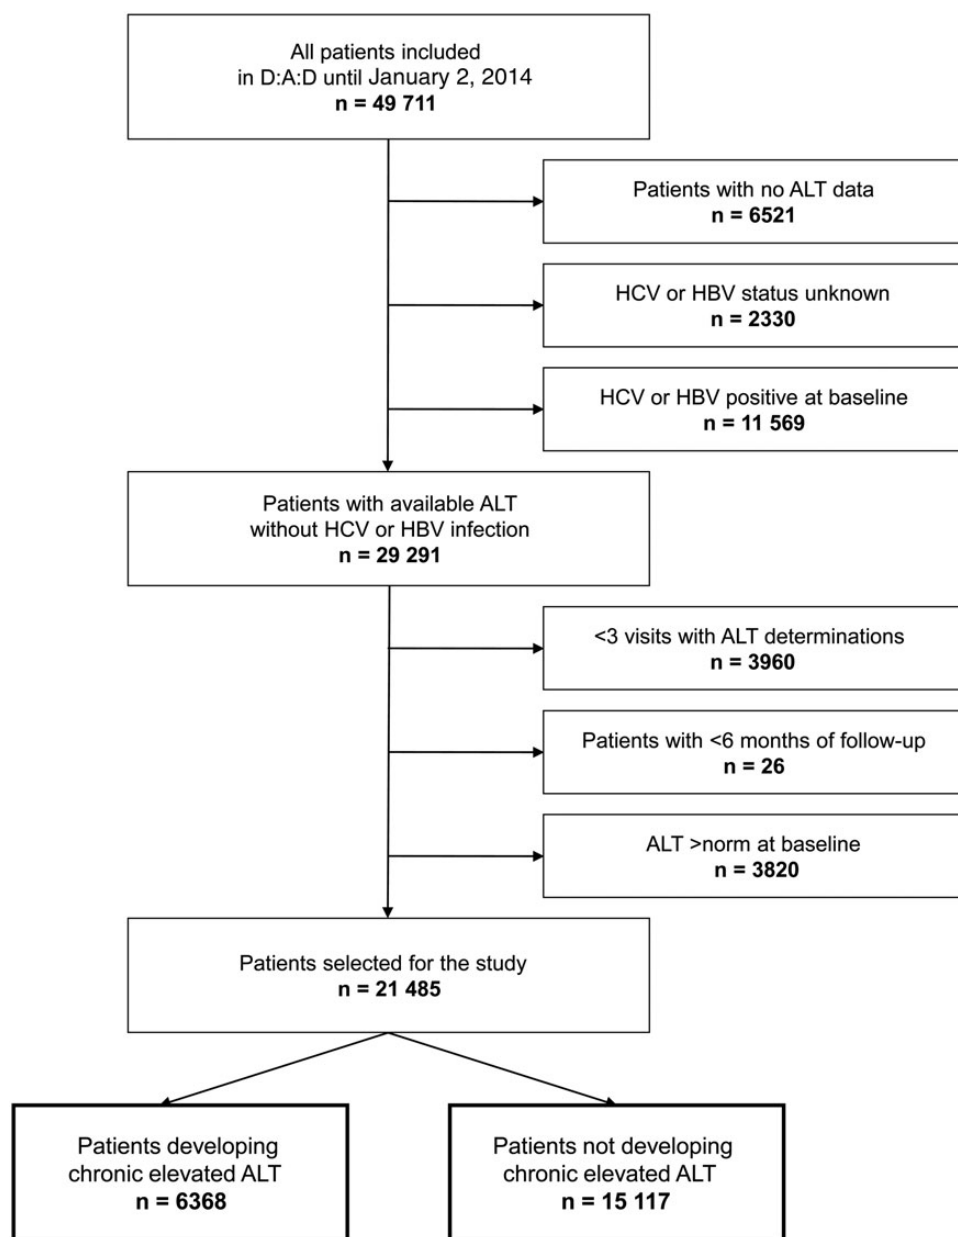 All patients included
in D:A:D until January 2, 2014
n = 49 711
Patients with no ALT data
n = 6521
HCV or HBV status unknown
n = 2330
HCV or HBV positive at baseline
n = 11 569
Patients with available ALT
without HCV or HBV infection
n = 29 291
<3 visits with ALT determinations
n = 3960
Patients with <6 months of follow-up
n = 26
ALT >norm at baseline
n = 3820
Patients selected for the study
n = 21 485
Patients developing
chronic elevated ALT
n = 6368
Patients not developing
chronic elevated ALT
n = 15 117